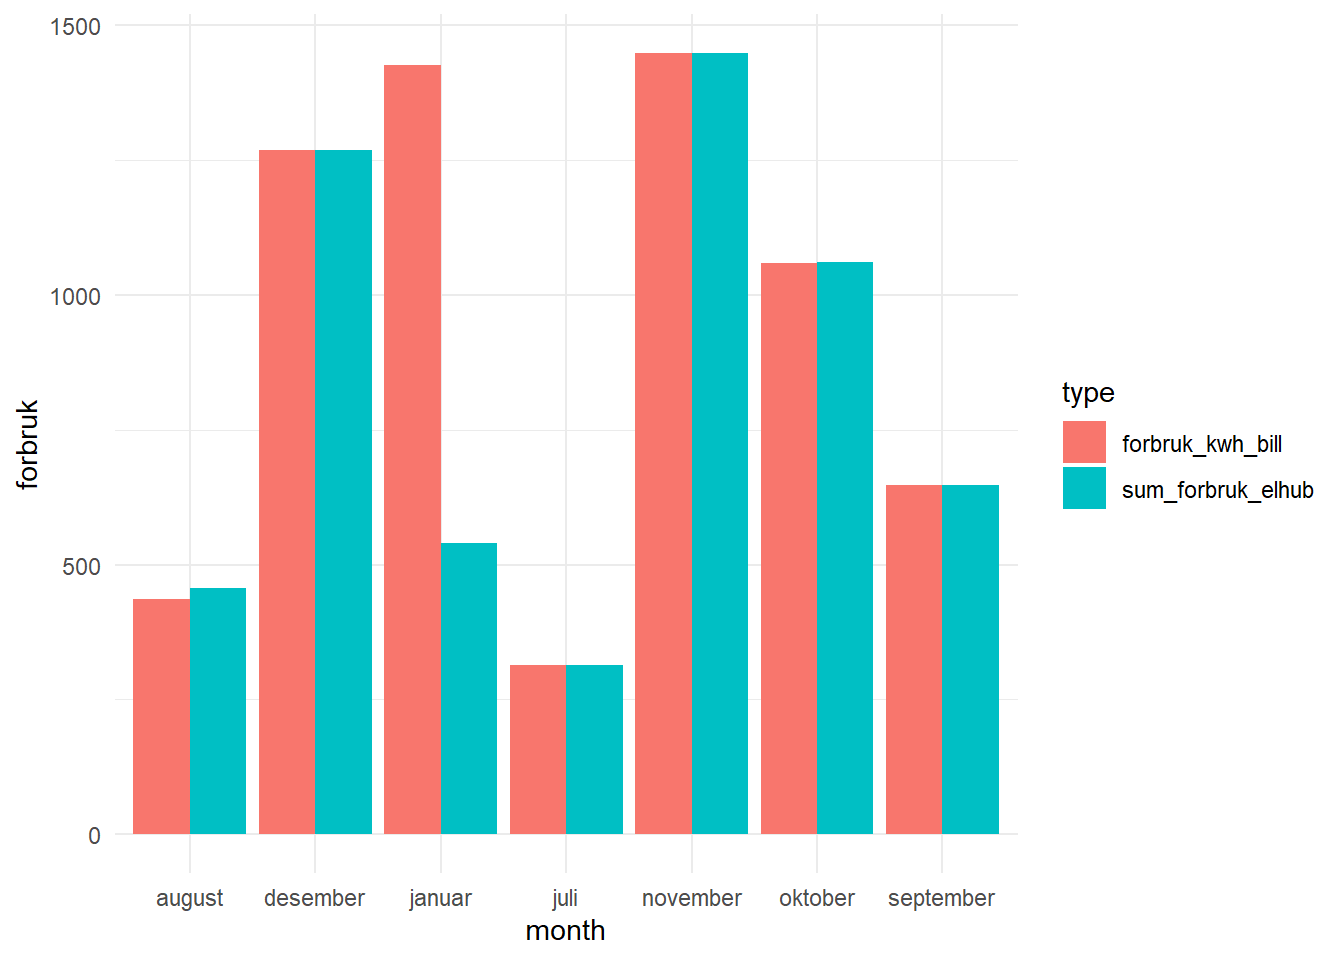 1500
1000
500
0
forbruk
august
desember
januar
juli
november
oktober
september
month
type
forbruk_kwh_bill
sum_forbruk_elhub